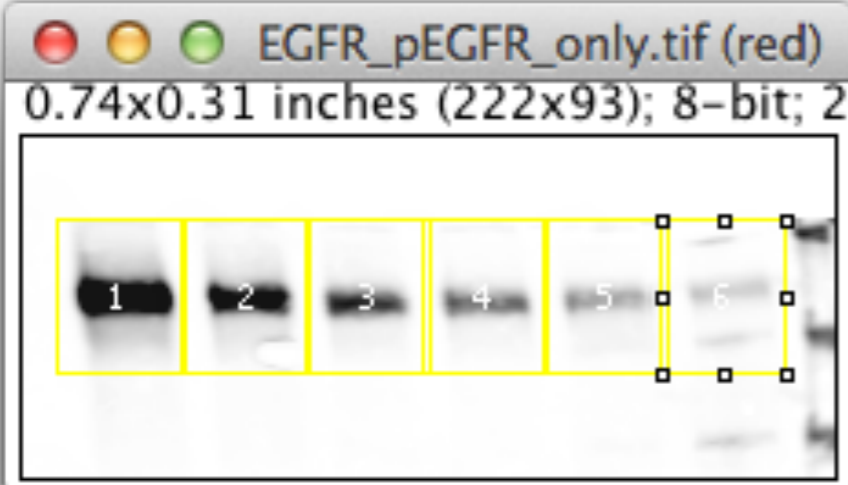 EGFR_pEGFR_only.tif (red)
0.74x0.31 inches (222x93); 8-bit; 2
1 2 3 4 5 6